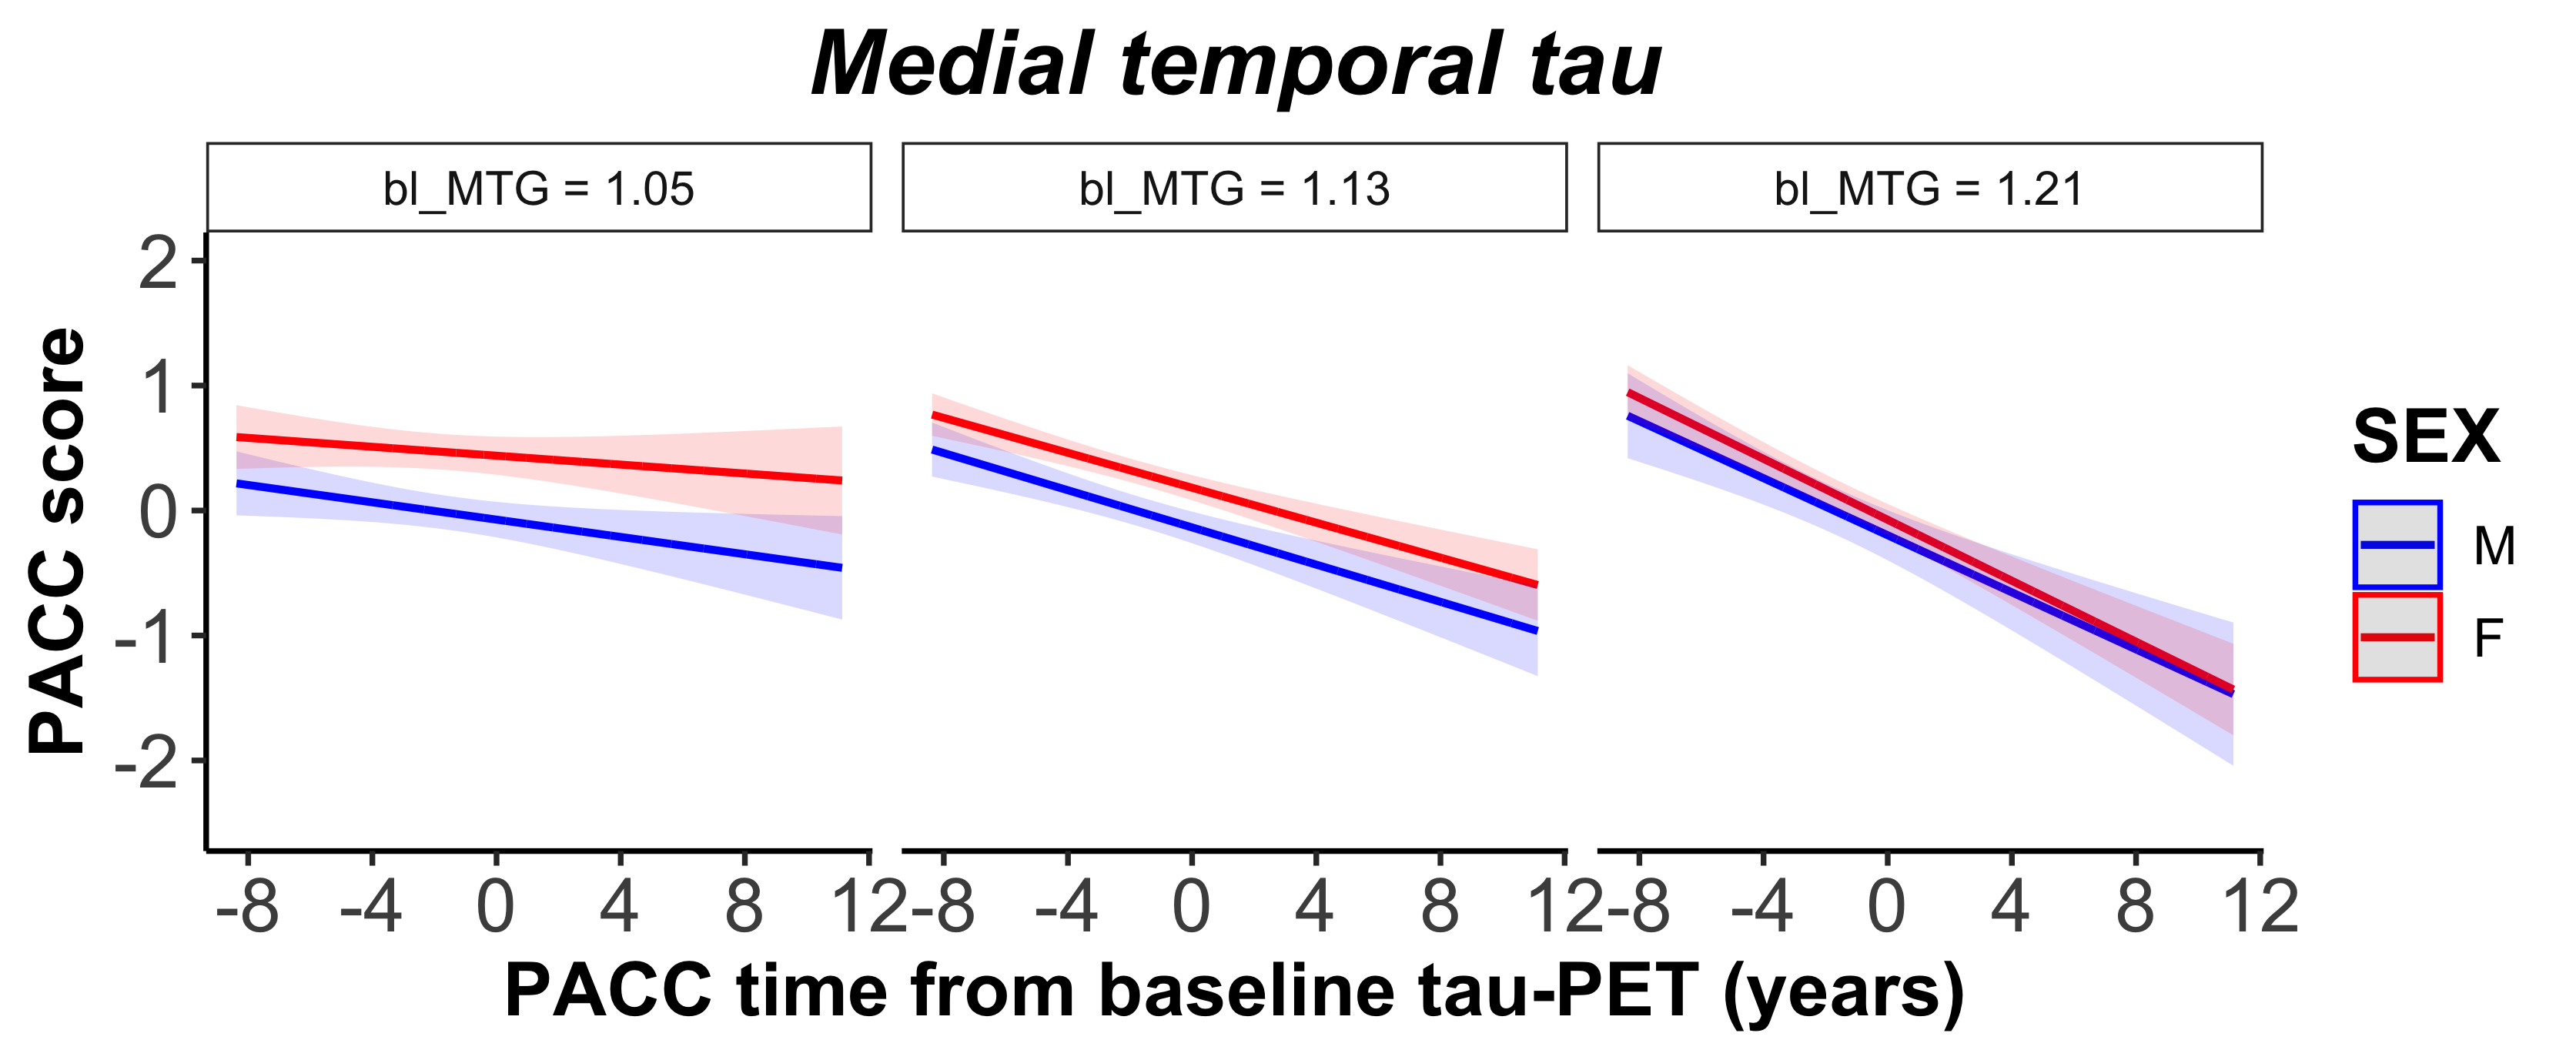 Medial temporal tau
bl_MTG = 1.05
bl_MTG = 1.13
bl_MTG = 1.21
PACC score
2
1
0
-1
-2
-8 -4 0 4 8 12
-8 -4 0 4 8 12
-8 -4 0 4 8 12
PACC time from baseline tau-PET (years)
SEX
M
F